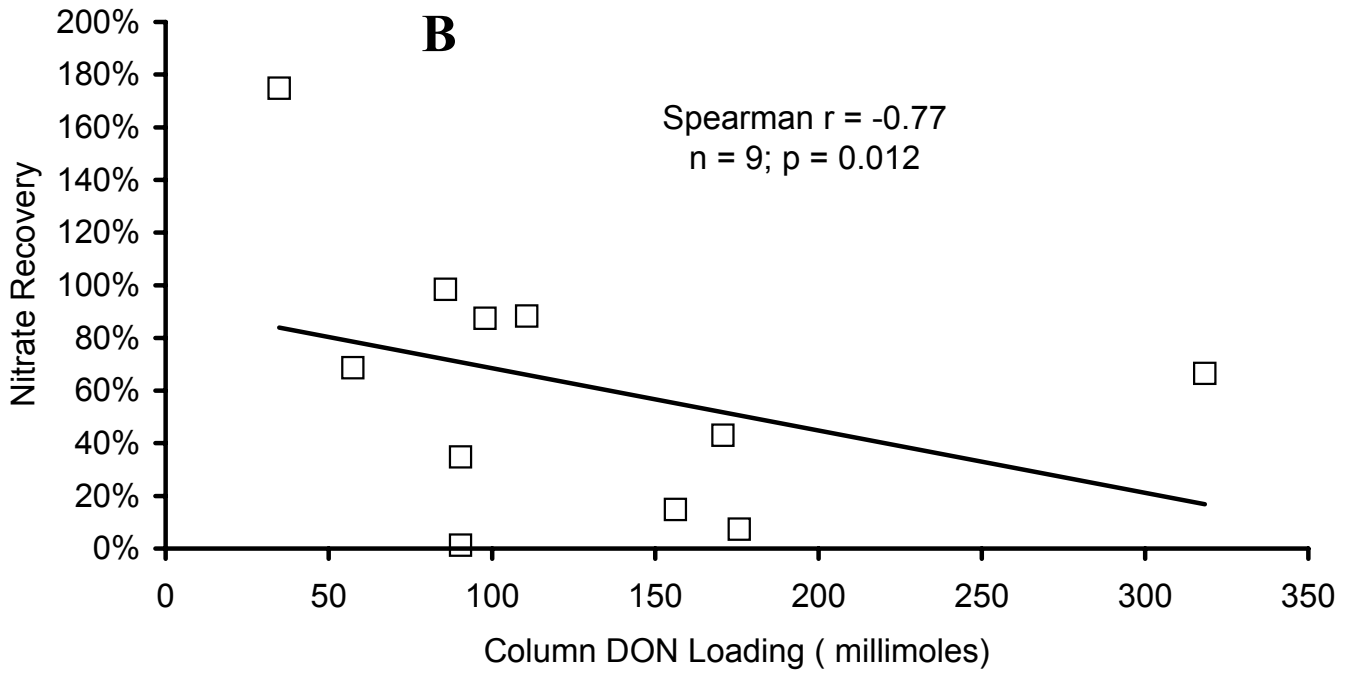 B
Spearman r = -0.77
n = 9; p = 0.012
Nitrate Recovery
200%
180%
160%
140%
120%
100%
80%
60%
40%
20%
0%
0 50 100 150 200 250 300 350
Column DON Loading ( millimoles)